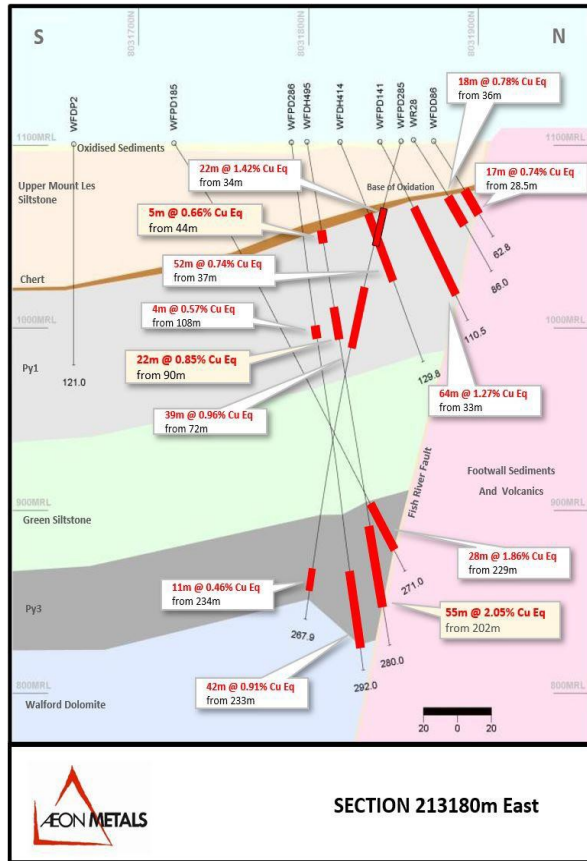 S
8031700N
8031800N
8031900N
N
WFDP2
WFPD185
WFPD286
WFDH495
WFDH414
WFPD141
WFPD285
WR28
WFDD86
18m @ 0.78% Cu Eq
from 36m
1100MRL
Oxidised Sediments
22m @ 1.42% Cu Eq
from 34m
17m @ 0.74% Cu Eq
from 28.5m
Upper Mount Les
Siltstone
Base of Oxidation
5m @ 0.66% Cu Eq
from 44m
62.8
52m @ 0.74% Cu Eq
from 37m
86.0
Chert
4m @ 0.57% Cu Eq
from 108m
110.5
1000MRL
22m @ 0.85% Cu Eq
from 90m
Py1
121.0
129.8
64m @ 1.27% Cu Eq
from 33m
39m @ 0.96% Cu Eq
from 72m
Fish River Fault
Footwall Sediments
And Volcanics
900MRL
Green Siltstone
28m @ 1.86% Cu Eq
from 229m
271.0
11m @ 0.46% Cu Eq
from 234m
Py3
55m @ 2.05% Cu Eq
from 202m
267.9
280.0
292.0
42m @ 0.91% Cu Eq
from 233m
800MRL
Walford Dolomite
20 0 20
ÆON METALS
SECTION 213180m East